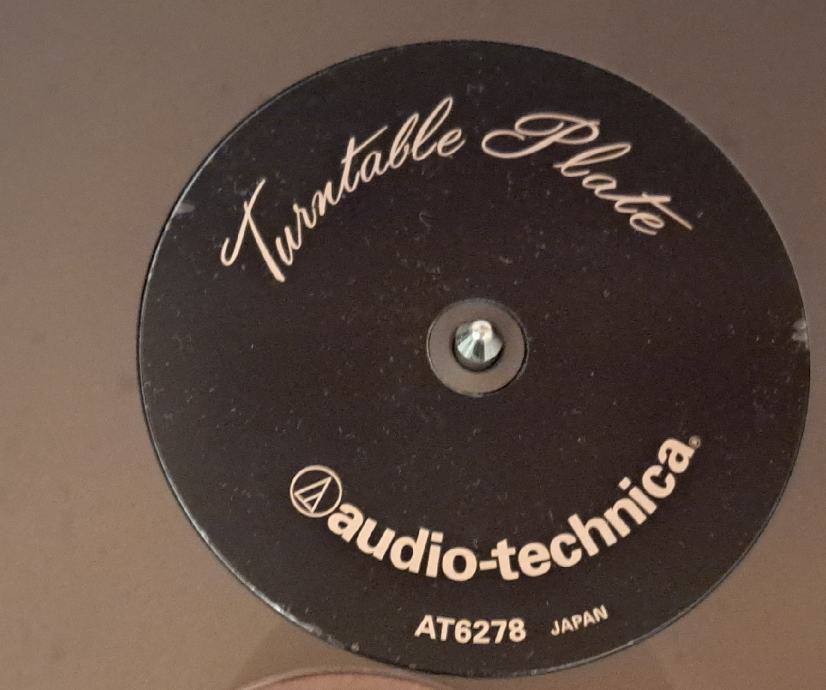 Turntable Plate
audio-technica®
AT6278 JAPAN